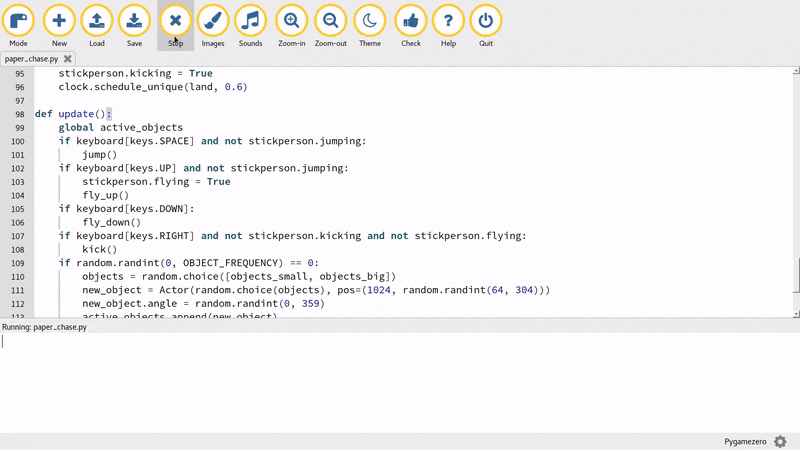 Mode New Load Save Stop Images Sounds Zoom-in Zoom-out Theme Check Help Quit
paper_chase.py
95 stickperson.kicking = True
96 clock.schedule_unique(land, 0.6)
97
98 def update():
99 global active_objects
100 if keyboard[keys.SPACE] and not stickperson.jumping:
101 jump()
102 if keyboard[keys.UP] and not stickperson.jumping:
103 stickperson.flying = True
104 fly_up()
105 if keyboard[keys.DOWN]:
106 fly_down()
107 if keyboard[keys.RIGHT] and not stickperson.kicking and not stickperson.flying:
108 kick()
109 if random.randint(0, OBJECT_FREQUENCY) == 0:
110 objects = random.choice([objects_small, objects_big])
111 new_object = Actor(random.choice(objects), pos=(1024, random.randint(64, 304)))
112 new_object.angle = random.randint(0, 359)
113 active_objects.append(new_object)
Running: paper_chase.py
Pygamezero